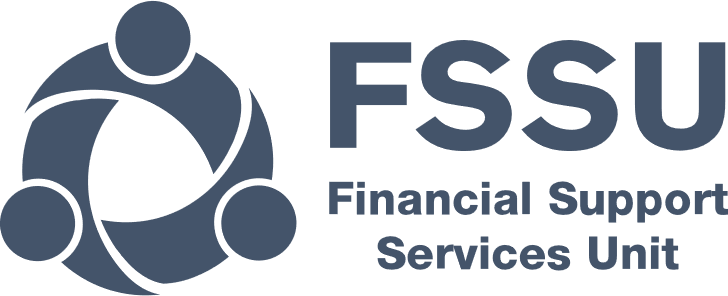 FSSU
Financial Support
Services Unit